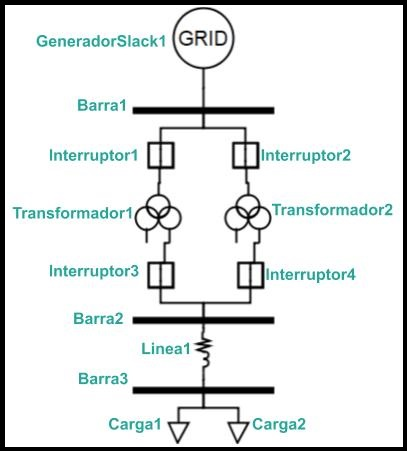 GRID
GeneradorSlack1
Barra1
Interruptor1
Interruptor2
Transformador1
Transformador2
Interruptor3
Interruptor4
Barra2
Linea1
Barra3
Carga1
Carga2